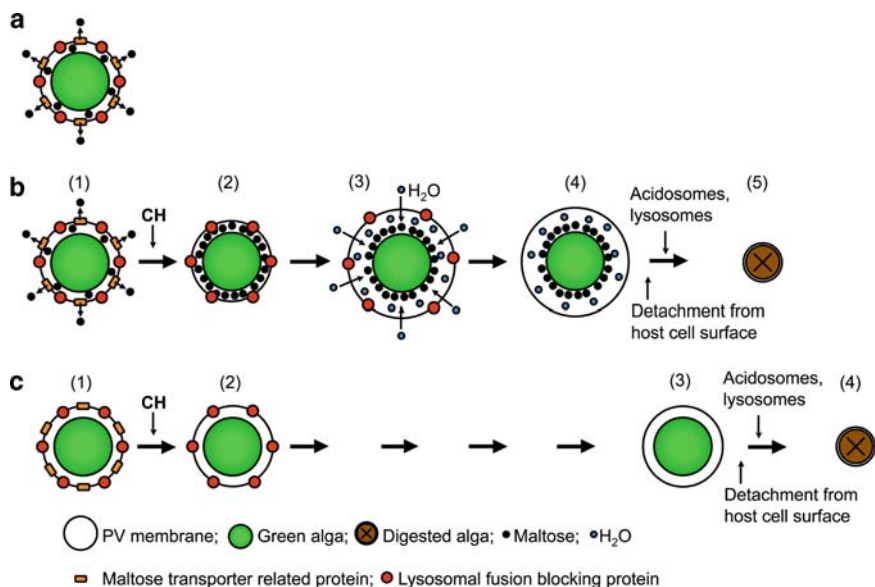 a
b
(1)
(2)
(3)
(4)
(5)
CH
H₂O
Acidosomes,
lysosomes
Detachment from
host cell surface
c
(1)
(2)
(3)
(4)
CH
Acidosomes,
lysosomes
Detachment from
host cell surface
PV membrane; Green alga; Digested alga; Maltose; H₂O
Maltose transporter related protein; Lysosomal fusion blocking protein